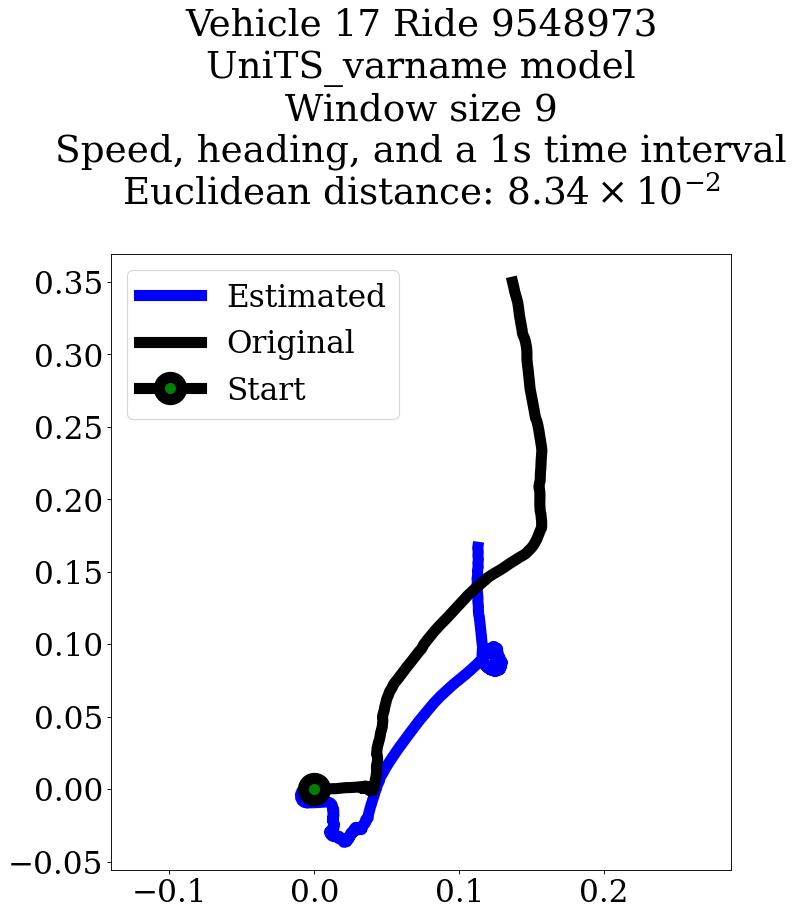 Vehicle 17 Ride 9548973
UniTS_varname model
Window size 9
Speed, heading, and a 1s time interval
Euclidean distance: 8.34 × 10⁻²
Estimated
Original
Start
0.35
0.30
0.25
0.20
0.15
0.10
0.05
0.00
−0.05
−0.1
0.0
0.1
0.2